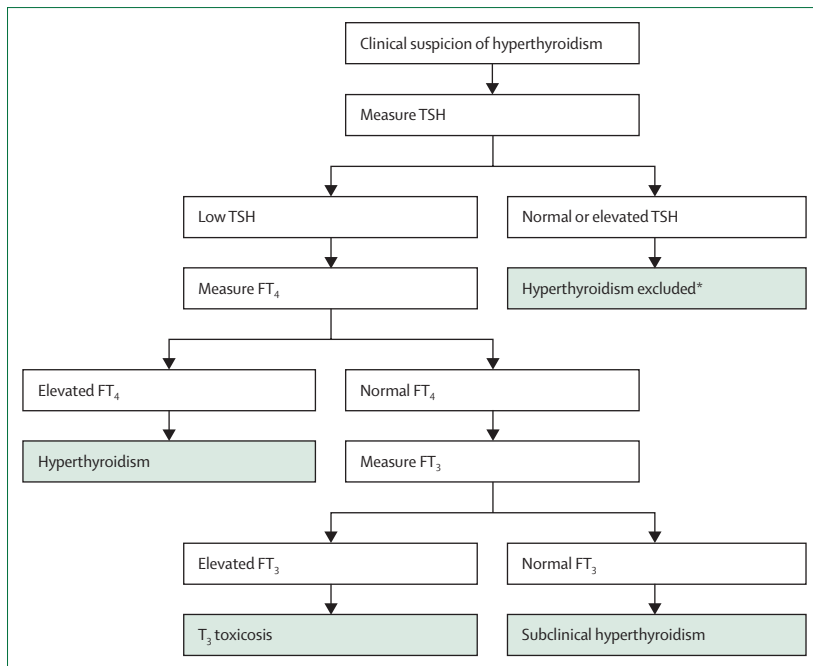 Clinical suspicion of hyperthyroidism
Measure TSH
Low TSH
Normal or elevated TSH
Measure FT₄
Hyperthyroidism excluded*
Elevated FT₄
Normal FT₄
Hyperthyroidism
Measure FT₃
Elevated FT₃
Normal FT₃
T₃ toxicosis
Subclinical hyperthyroidism